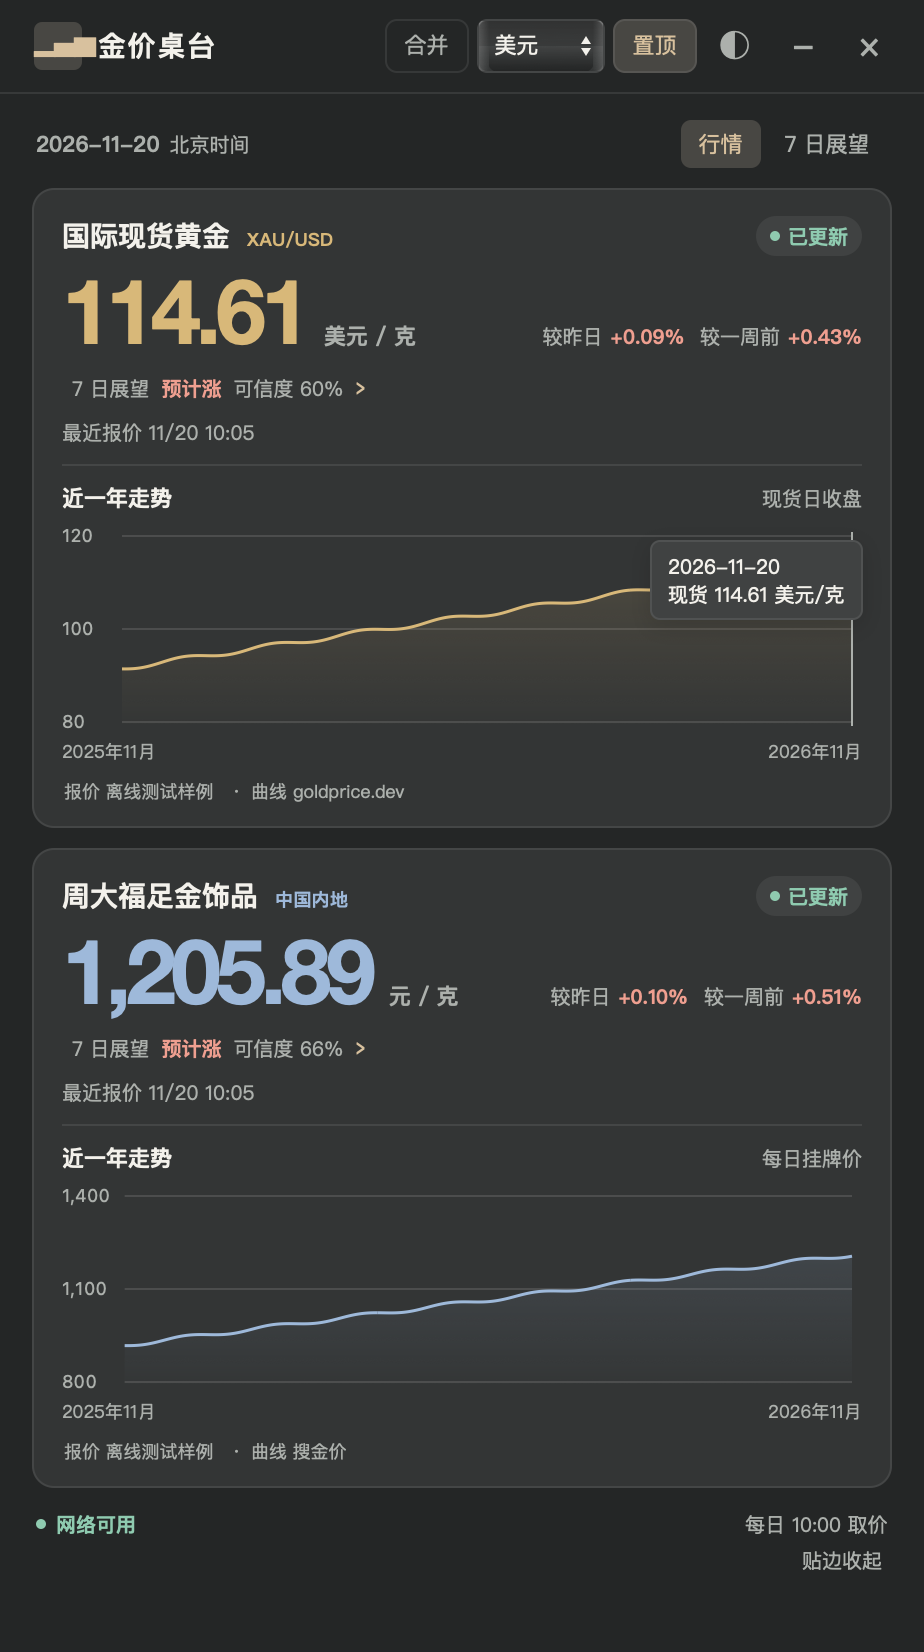 金价桌台 合并 美元 置顶
2026-11-20 北京时间 行情 7 日展望
国际现货黄金 XAU/USD 已更新
114.61 美元 / 克 较昨日 +0.09% 较一周前 +0.43%
7 日展望 预计涨 可信度 60% >
最近报价 11/20 10:05
近一年走势 现货日收盘
120
2026-11-20
现货 114.61 美元/克
100
80
2025年11月 2026年11月
报价 离线测试样例 · 曲线 goldprice.dev
周大福足金饰品 中国内地 已更新
1,205.89 元 / 克 较昨日 +0.10% 较一周前 +0.51%
7 日展望 预计涨 可信度 66% >
最近报价 11/20 10:05
近一年走势 每日挂牌价
1,400
1,100
800
2025年11月 2026年11月
报价 离线测试样例 · 曲线 搜金价
网络可用 每日 10:00 取价
贴边收起